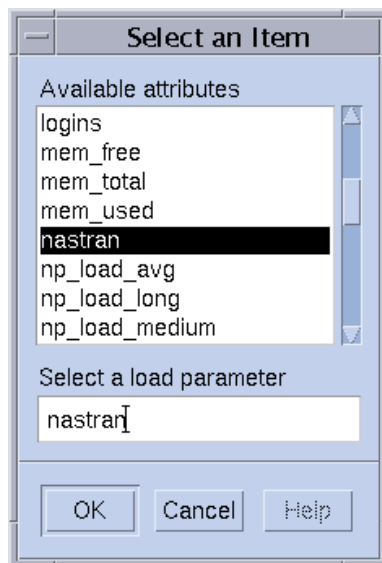 Select an Item
Available attributes
logins
mem_free
mem_total
mem_used
nastran
np_load_avg
np_load_long
np_load_medium
Select a load parameter
nastran
OK Cancel Help